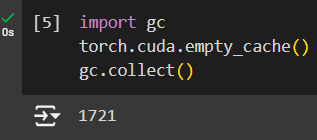 [5] import gc
torch.cuda.empty_cache()
gc.collect()
0s
1721